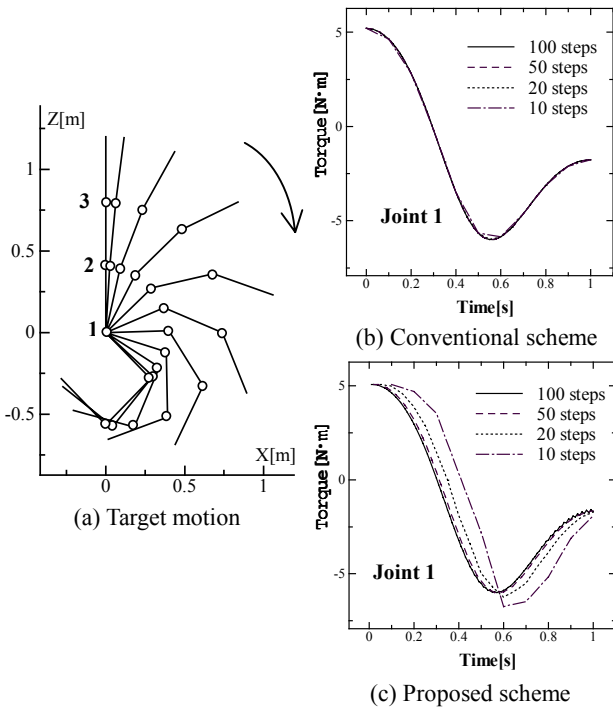 Z[m]
1
0.5
0
-0.5
3
2
1
0
0.5
1
X[m]
(a) Target motion
Torque[N·m]
5
0
-5
100 steps
50 steps
20 steps
10 steps
Joint 1
0
0.2
0.4
0.6
0.8
1
Time[s]
(b) Conventional scheme
Torque[N·m]
5
0
-5
100 steps
50 steps
20 steps
10 steps
Joint 1
0
0.2
0.4
0.6
0.8
1
Time[s]
(c) Proposed scheme